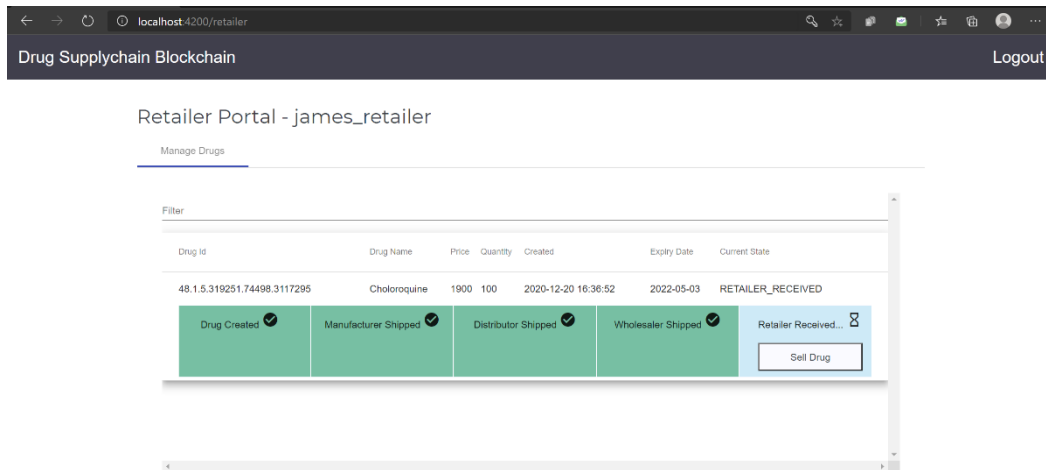 localhost:4200/retailer
Drug Supplychain Blockchain Logout
Retailer Portal - james_retailer
Manage Drugs
Filter
Drug Id Drug Name Price Quantity Created Expiry Date Current State
48.1.5.319251.74498.3117295 Choloroquine 1900 100 2020-12-20 16:36:52 2022-05-03 RETAILER_RECEIVED
Drug Created Manufacturer Shipped Distributor Shipped Wholesaler Shipped Retailer Received...
Sell Drug